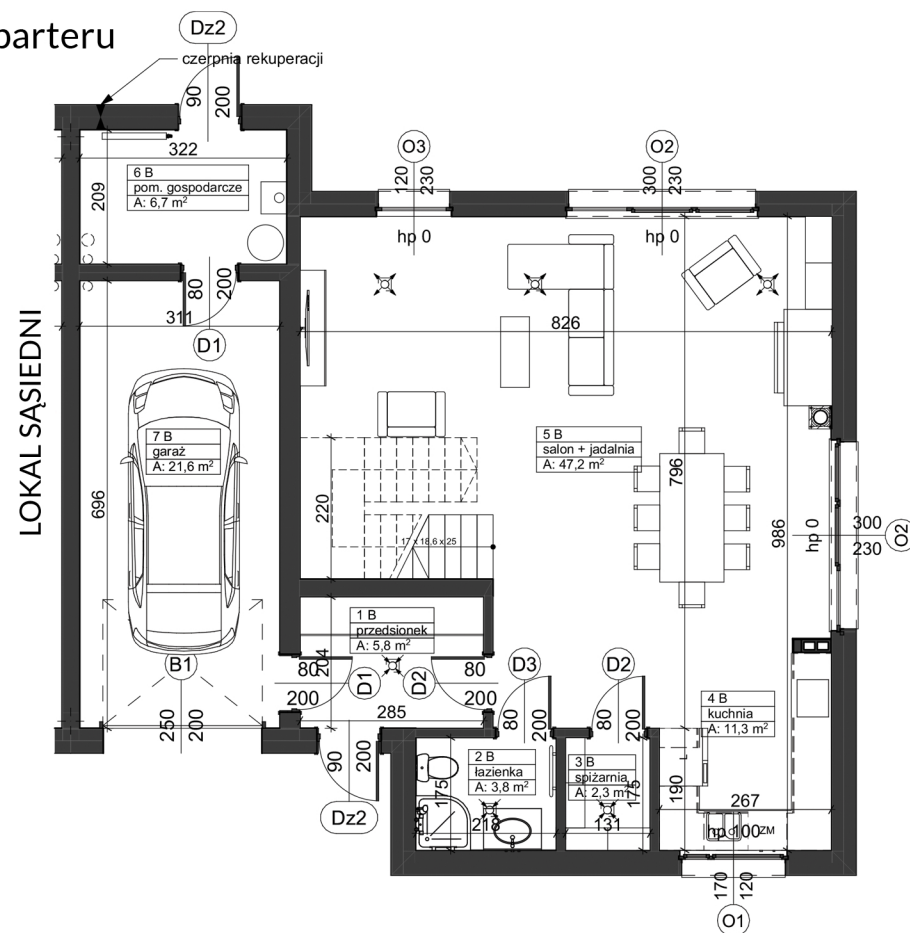 parteru
Dz2
czerpnia rekuperacji
90
200
322
209
6 B
pom. gospodarcze
A: 6,7 m²
O3
120
230
hp 0
O2
300
230
hp 0
80
200
311
D1
826
LOKAL SĄSIEDNI
7 B
garaż
A: 21,6 m²
696
5 B
salon + jadalnia
A: 47,2 m²
796
986
hp 0
300
230
O2
220
17 x 18,6 x 25
1 B
przedsionek
A: 5,8 m²
204
B1
250
200
80
200
D1
D2
80
200
285
D3
80
200
D2
80
200
4 B
kuchnia
A: 11,3 m²
90
200
Dz2
2 B
łazienka
A: 3,8 m²
175
218
3 B
spiżarnia
A: 2,3 m²
175
131
L
190
267
hp 100
ZM
170
120
O1